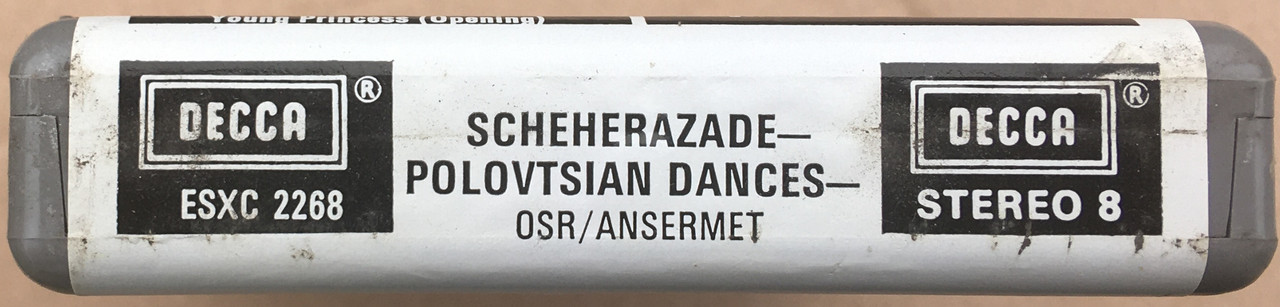 Young Princess (Opening)
DECCA®
ESXC 2268
SCHEHERAZADE—
POLOVTSIAN DANCES—
OSR/ANSERMET
DECCA®
STEREO 8